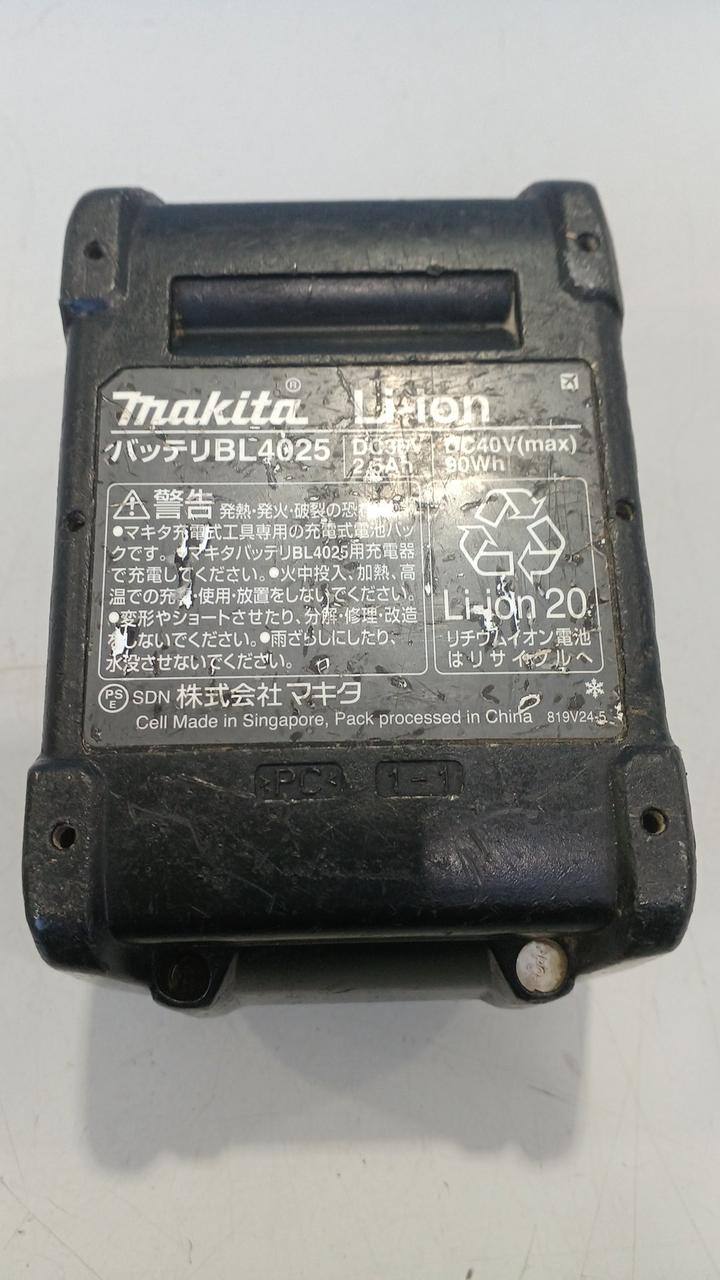 Makita® Li-ion
バッテリBL4025 DC36V DC40V(max)
2.5Ah 90Wh
警告 発熱・発火・破裂の恐
●マキタ充電式工具専用の充電式電池パッ
クです。●マキタバッテリBL4025用充電器
で充電してください。●火中投入、加熱、高
温での充電・使用・放置をしないでください。
●変形やショートさせたり、分解・修理・改造
をしないでください。●雨ざらしにしたり、
水没させないでください。
Li-ion 20
リチウムイオン電池
はリサイクルへ
PSE SDN 株式会社 マキタ
Cell Made in Singapore, Pack processed in China 819V24-5
>PC< 1-1